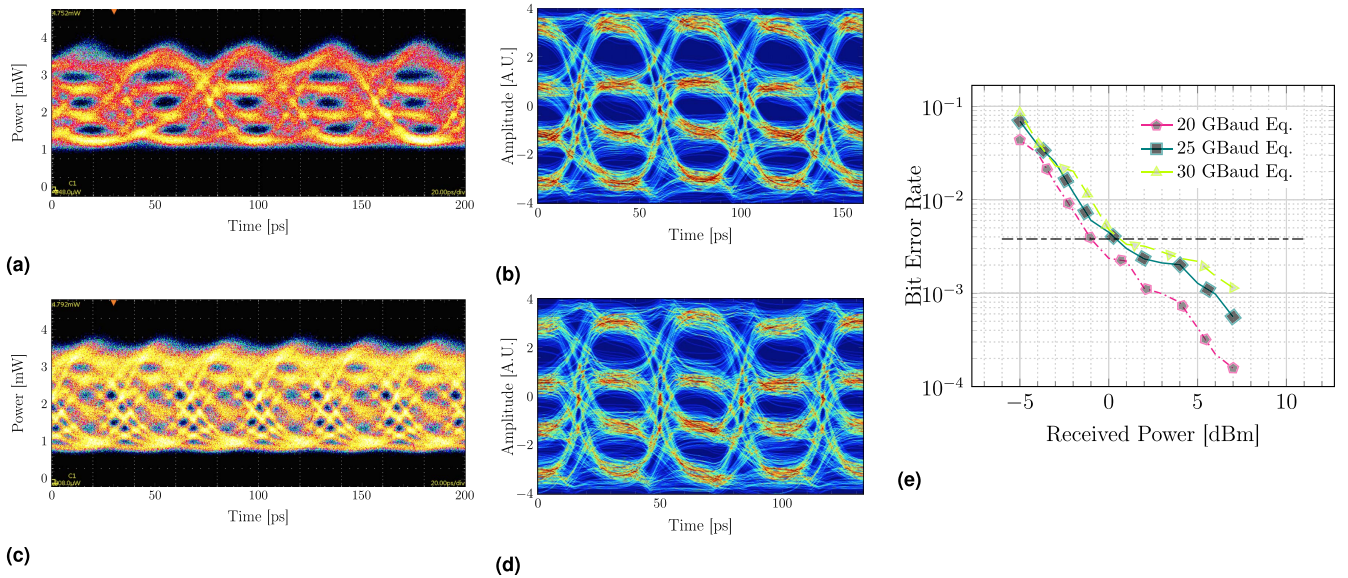 4.752mW
Power [mW]
4
3
2
1
0
C1
20.00ps/div
0
50
100
150
200
Time [ps]
(a)
Amplitude [A.U.]
4
2
0
−2
−4
0
50
100
150
Time [ps]
(b)
4.792mW
Power [mW]
4
3
2
1
0
C1
20.00ps/div
0
50
100
150
200
Time [ps]
(c)
Amplitude [A.U.]
4
2
0
−2
−4
0
50
100
Time [ps]
(d)
Bit Error Rate
10⁻¹
10⁻²
10⁻³
10⁻⁴
20 GBaud Eq.
25 GBaud Eq.
30 GBaud Eq.
−5
0
5
10
Received Power [dBm]
(e)